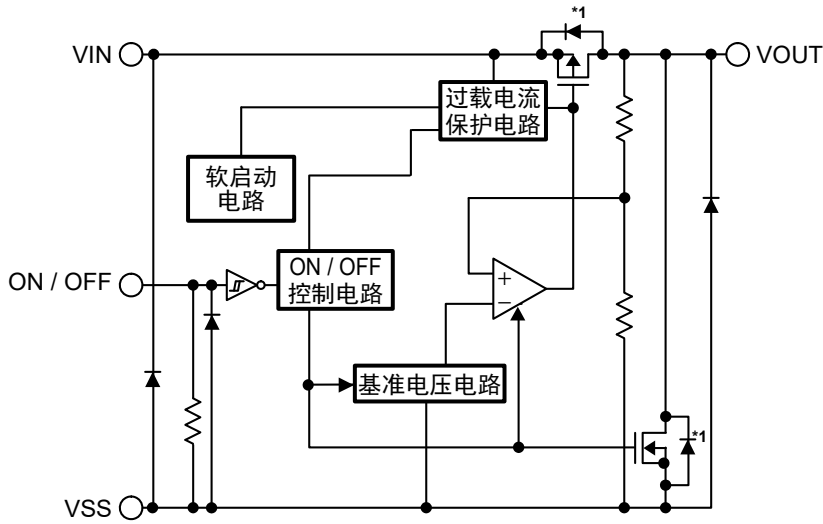 *1
VIN
VOUT
过载电流
保护电路
软启动
电路
ON / OFF
ON / OFF
控制电路
+
−
基准电压电路
*1
VSS